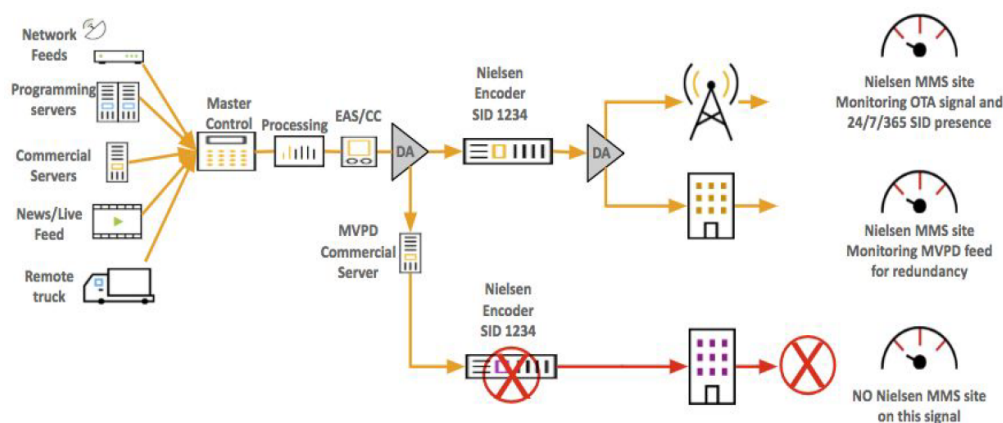 Network
Feeds
Programming
servers
Commercial
Servers
News/Live
Feed
Remote
truck
Master
Control
Processing
EAS/CC
DA
Nielsen
Encoder
SID 1234
DA
MVPD
Commercial
Server
Nielsen
Encoder
SID 1234
Nielsen MMS site
Monitoring OTA signal and
24/7/365 SID presence
Nielsen MMS site
Monitoring MVPD feed
for redundancy
NO Nielsen MMS site
on this signal